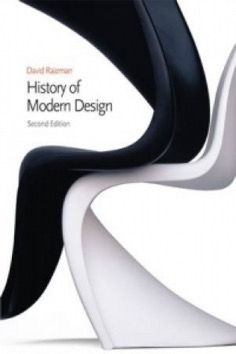 David Raizman
History of
Modern Design
Second Edition